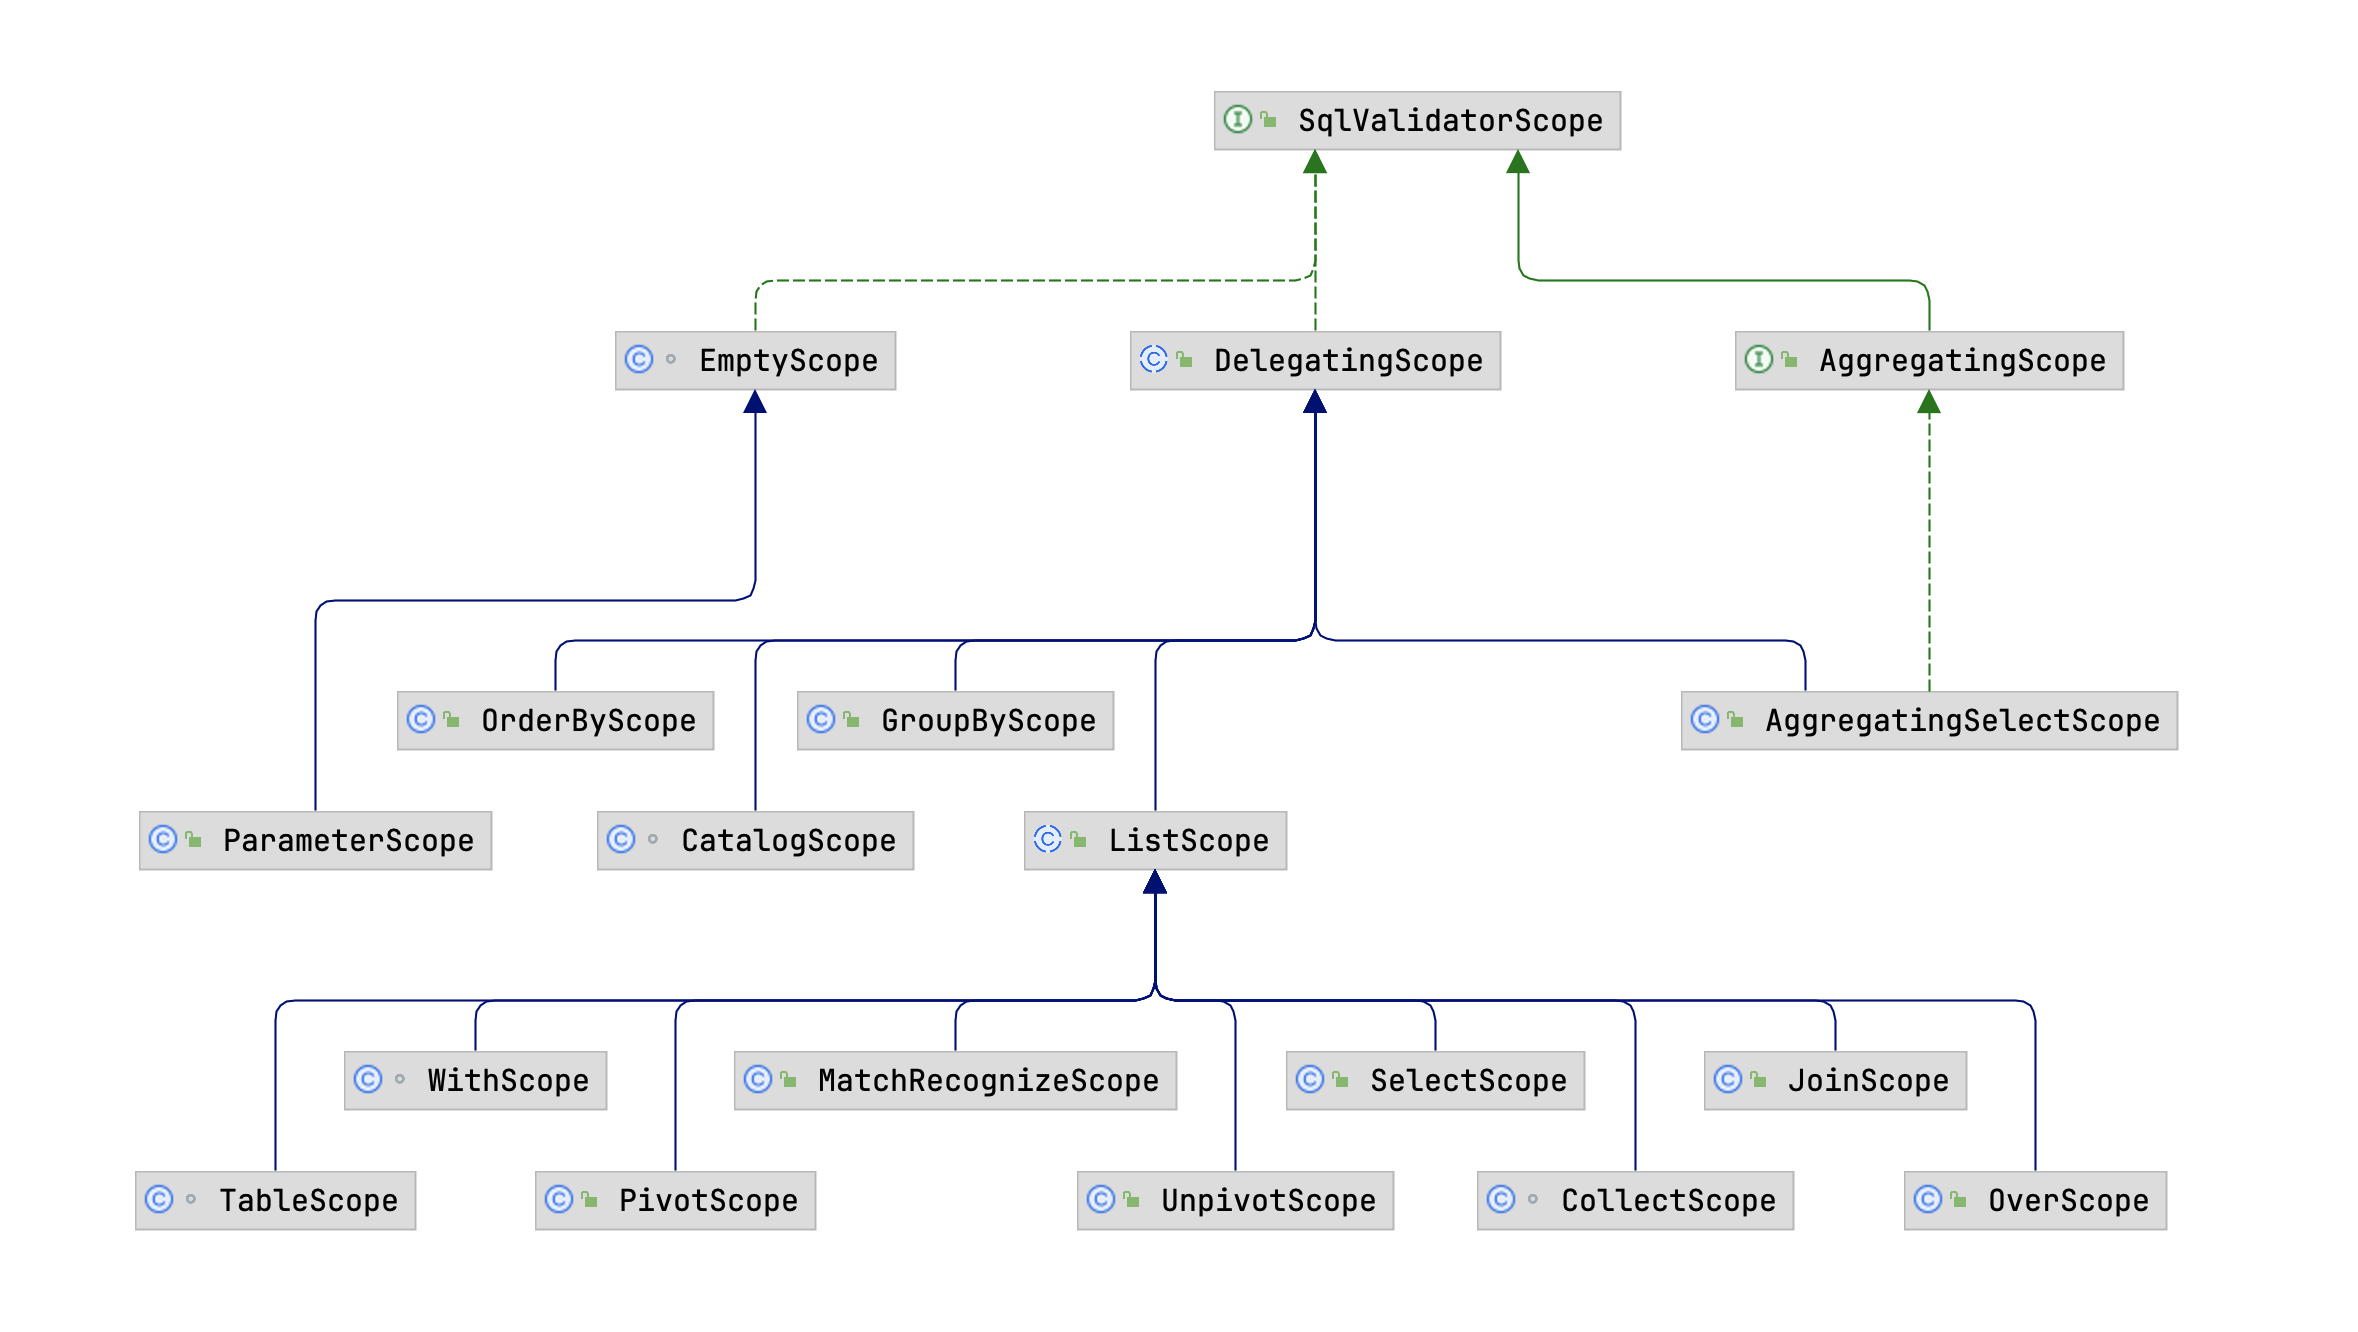 SqlValidatorScope
EmptyScope
DelegatingScope
AggregatingScope
OrderByScope
GroupByScope
AggregatingSelectScope
ParameterScope
CatalogScope
ListScope
WithScope
MatchRecognizeScope
SelectScope
JoinScope
TableScope
PivotScope
UnpivotScope
CollectScope
OverScope